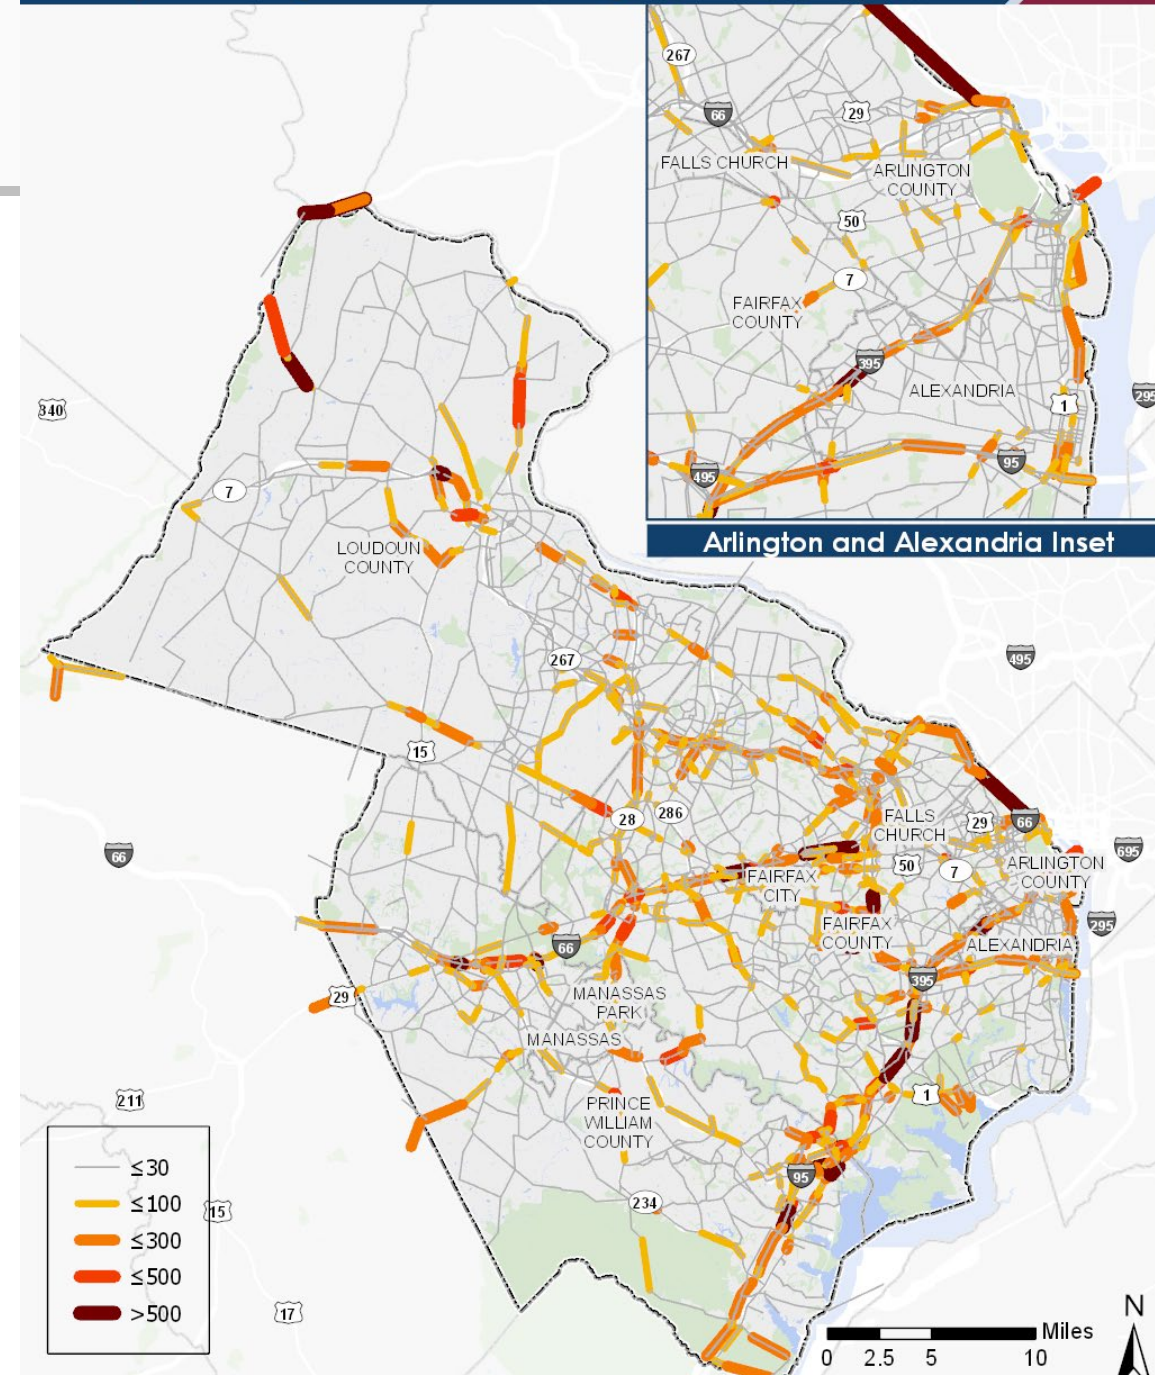 267
66
29
FALLS CHURCH
ARLINGTON
COUNTY
50
7
FAIRFAX
COUNTY
395
ALEXANDRIA
1
295
495
95
Arlington and Alexandria Inset
340
7
LOUDOUN
COUNTY
267
495
15
28
286
FALLS
CHURCH
29
66
66
695
50
7
ARLINGTON
COUNTY
FAIRFAX
CITY
FAIRFAX
COUNTY
295
66
ALEXANDRIA
395
29
MANASSAS
PARK
MANASSAS
211
1
PRINCE
WILLIAM
COUNTY
95
234
15
17
≤30
≤100
≤300
≤500
>500
N
Miles
0 2.5 5 10